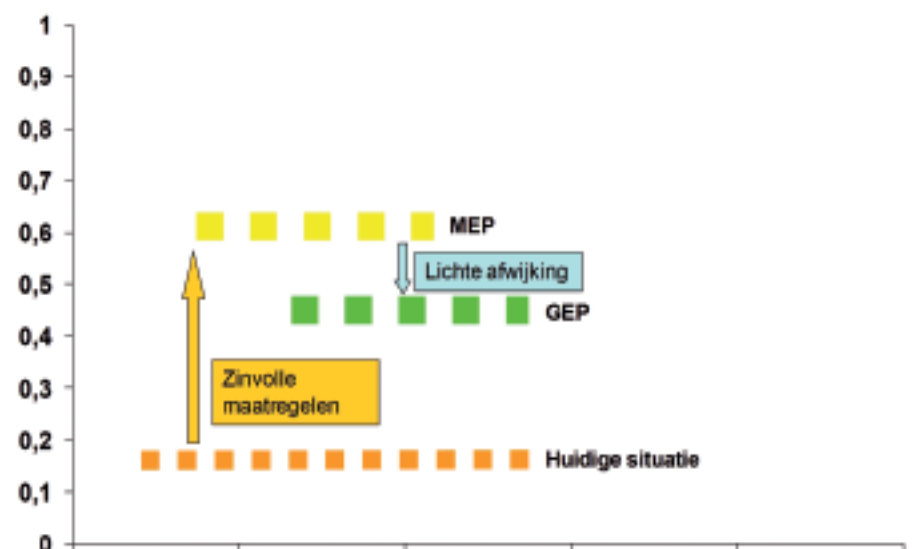 1
0,9
0,8
0,7
0,6
MEP
Lichte afwijking
0,5
GEP
0,4
0,3
Zinvolle
maatregelen
0,2
Huidige situatie
0,1
0